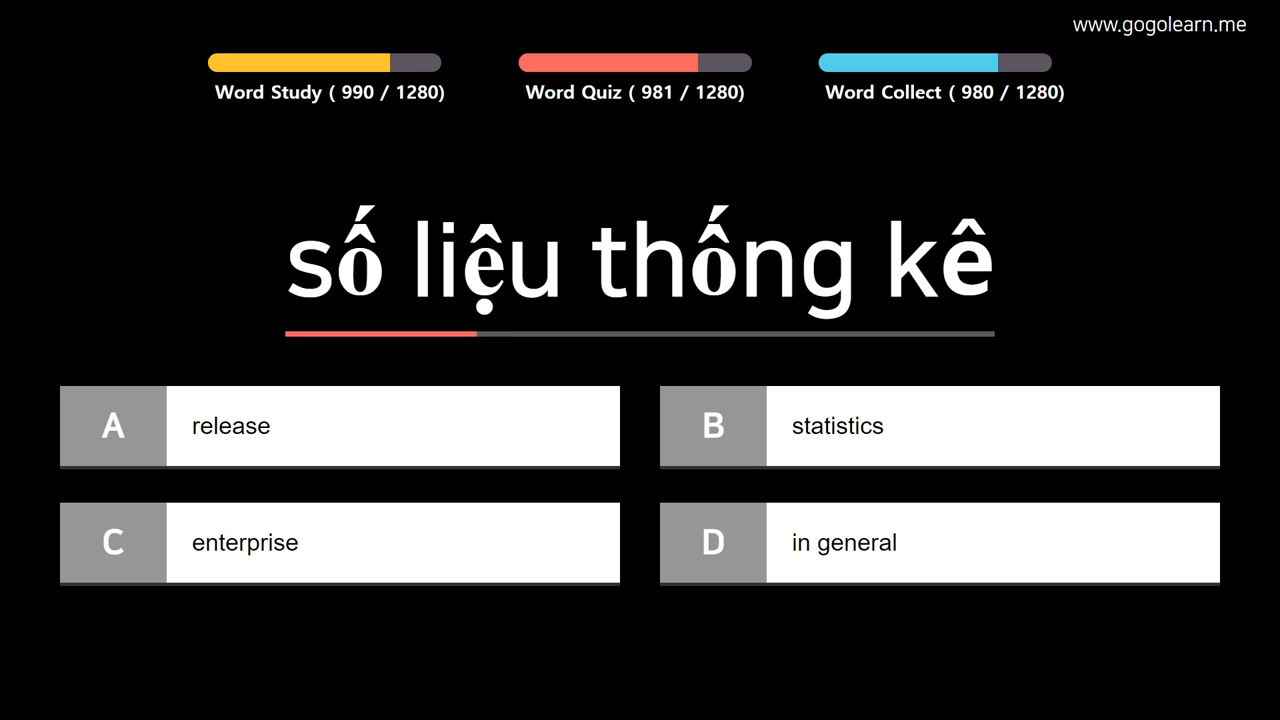 www.gogolearn.me
Word Study ( 990 / 1280)
Word Quiz ( 981 / 1280)
Word Collect ( 980 / 1280)
số liệu thống kê
A release
B statistics
C enterprise
D in general